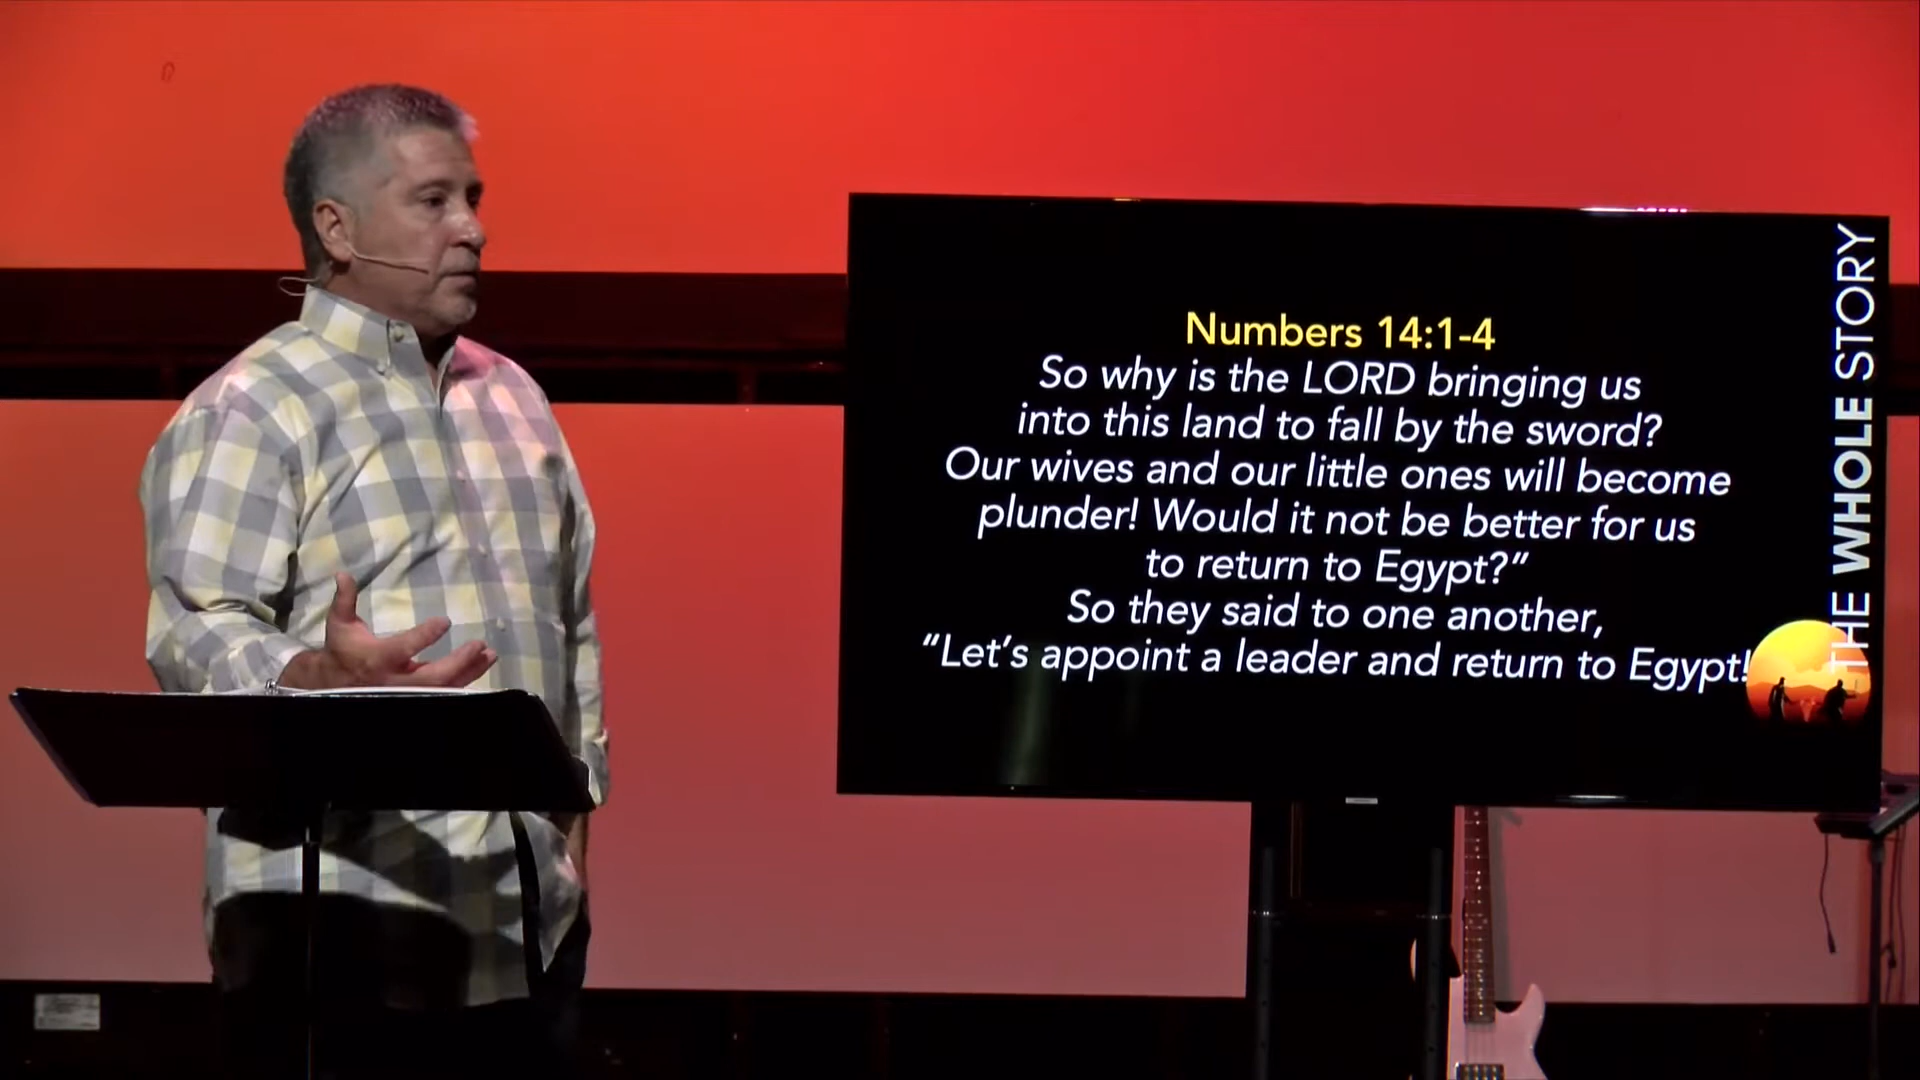 Numbers 14:1-4
So why is the LORD bringing us
into this land to fall by the sword?
Our wives and our little ones will become
plunder! Would it not be better for us
to return to Egypt?”
So they said to one another,
“Let’s appoint a leader and return to Egypt!
THE WHOLE STORY